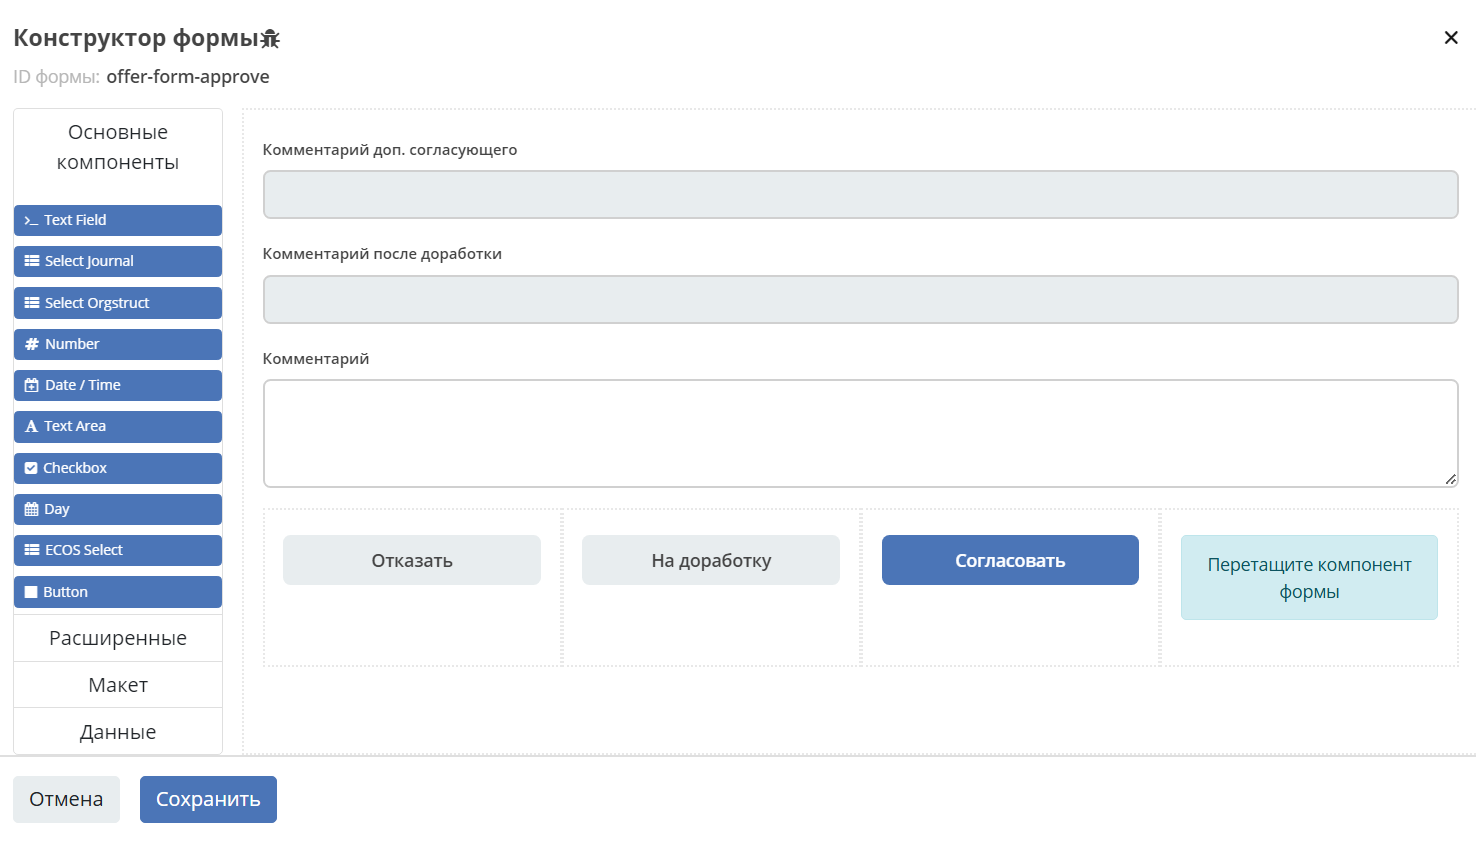 Конструктор формы
ID формы: offer-form-approve
Основные
компоненты
Text Field
Select Journal
Select Orgstruct
Number
Date / Time
Text Area
Checkbox
Day
ECOS Select
Button
Расширенные
Макет
Данные
Комментарий доп. согласующего
Комментарий после доработки
Комментарий
Отказать
На доработку
Согласовать
Перетащите компонент
формы
Отмена
Сохранить